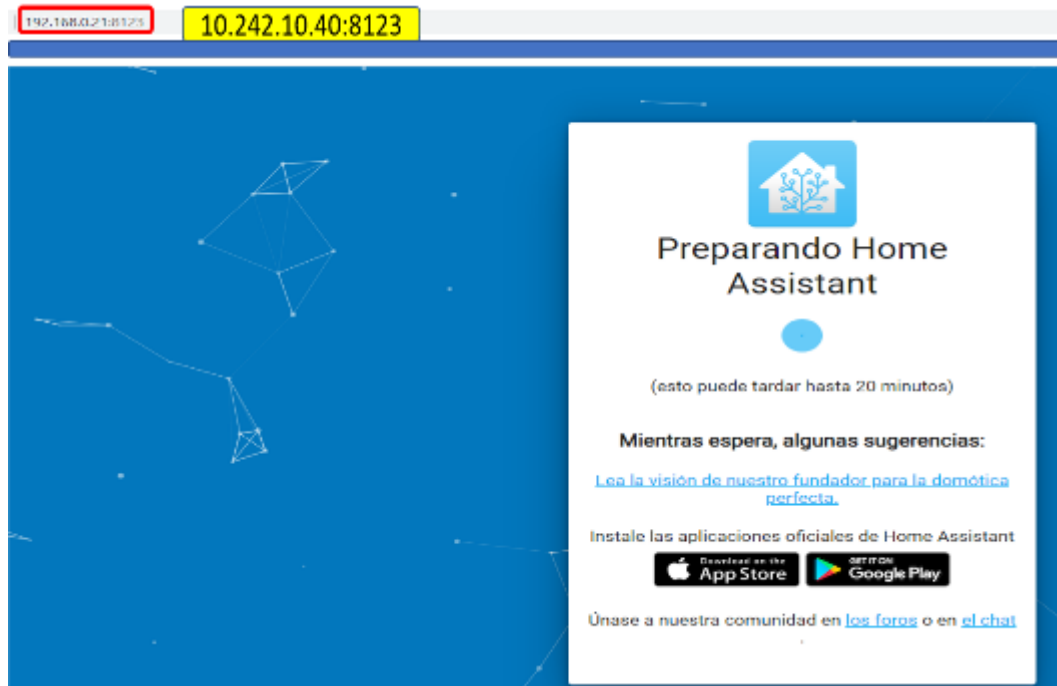 192.168.0.21:8123
10.242.10.40:8123
Preparando Home
Assistant
(esto puede tardar hasta 20 minutos)
Mientras espera, algunas sugerencias:
Lea la visión de nuestro fundador para la domótica
perfecta.
Instale las aplicaciones oficiales de Home Assistant
Download on the
App Store
GET IT ON
Google Play
Únase a nuestra comunidad en los foros o en el chat
.